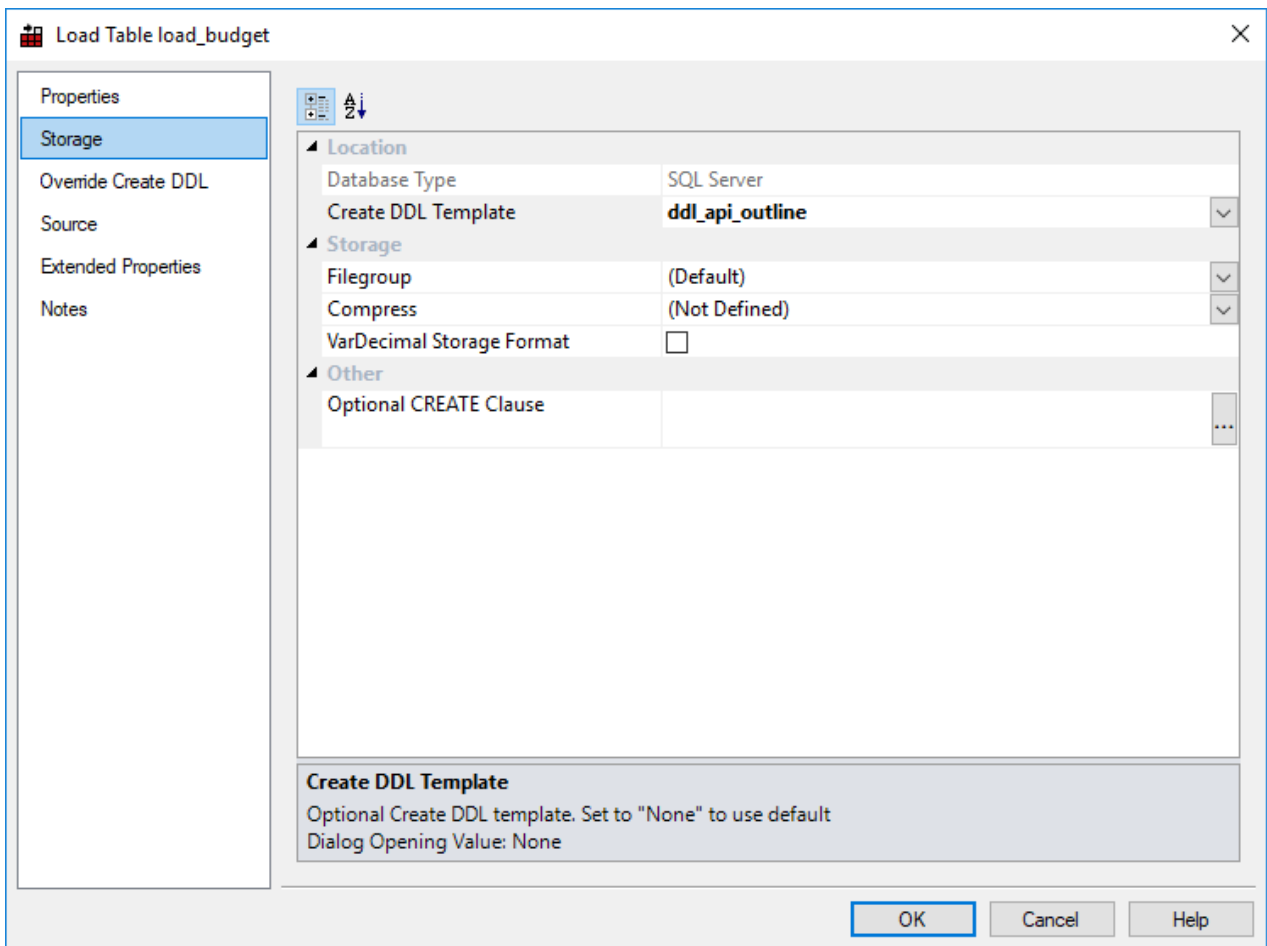 Load Table load_budget
Properties
Storage
Override Create DDL
Source
Extended Properties
Notes
Location
Database Type SQL Server
Create DDL Template ddl_api_outline
Storage
Filegroup (Default)
Compress (Not Defined)
VarDecimal Storage Format
Other
Optional CREATE Clause ...
Create DDL Template
Optional Create DDL template. Set to "None" to use default
Dialog Opening Value: None
OK Cancel Help